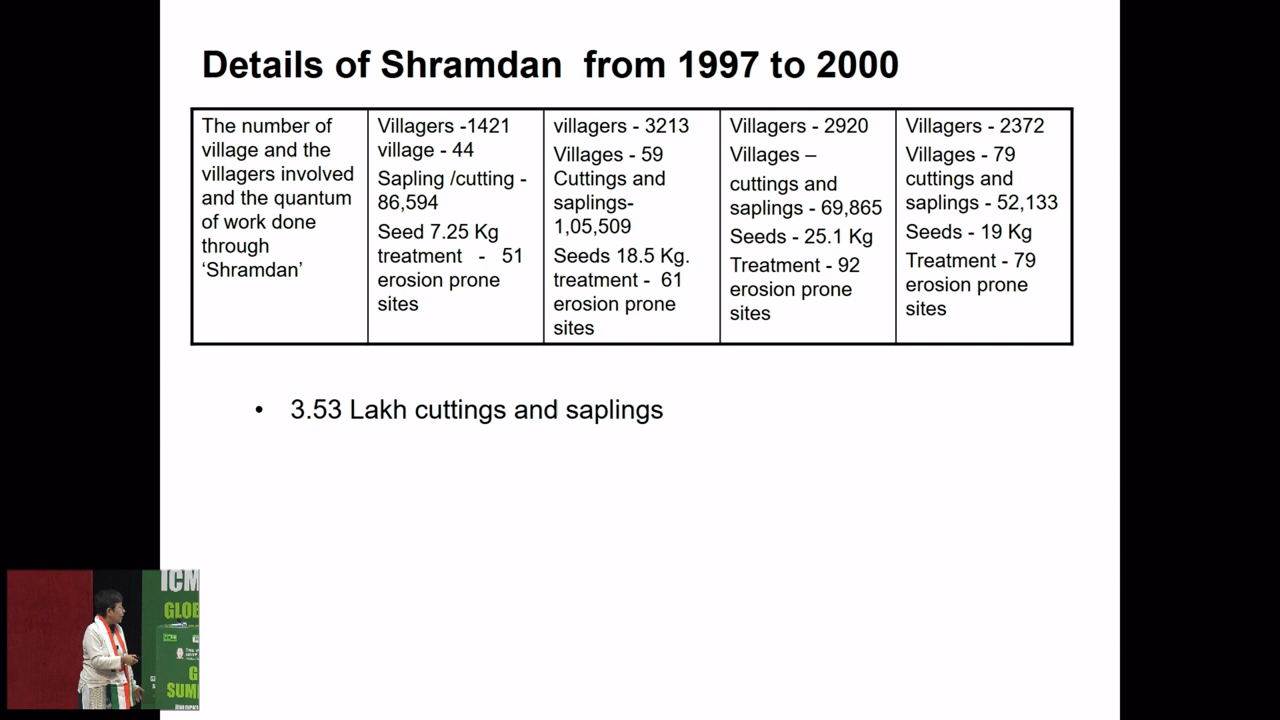 Details of Shramdan from 1997 to 2000
The number of
village and the
villagers involved
and the quantum
of work done
through
‘Shramdan’
Villagers -1421
village - 44
Sapling /cutting -
86,594
Seed 7.25 Kg
treatment - 51
erosion prone
sites
villagers - 3213
Villages - 59
Cuttings and
saplings-
1,05,509
Seeds 18.5 Kg.
treatment - 61
erosion prone
sites
Villagers - 2920
Villages –
cuttings and
saplings - 69,865
Seeds - 25.1 Kg
Treatment - 92
erosion prone
sites
Villagers - 2372
Villages - 79
cuttings and
saplings - 52,133
Seeds - 19 Kg
Treatment - 79
erosion prone
sites
• 3.53 Lakh cuttings and saplings
ICM
GLOB
G
SUMM